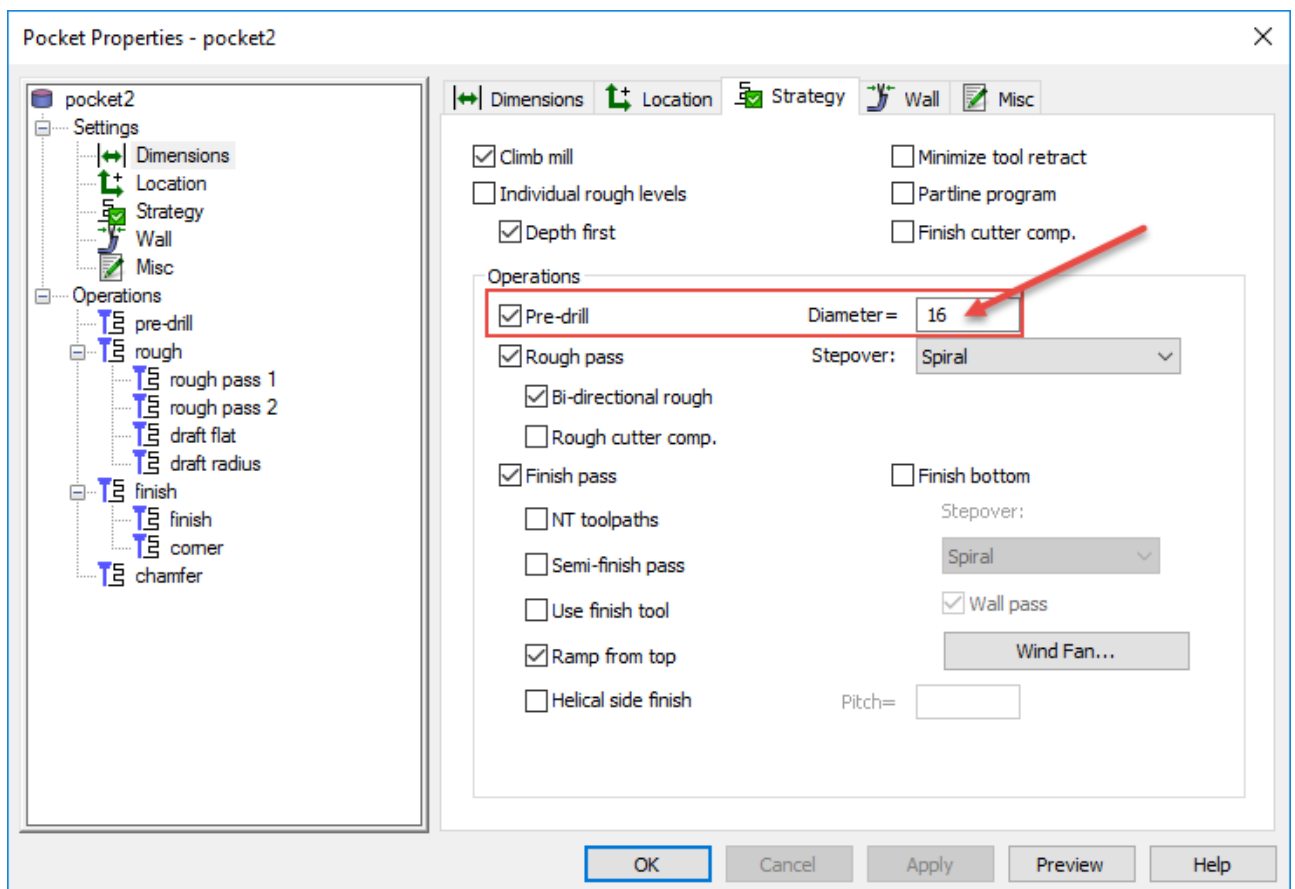 Pocket Properties - pocket2
pocket2
Settings
Dimensions
Location
Strategy
Wall
Misc
Operations
pre-drill
rough
rough pass 1
rough pass 2
draft flat
draft radius
finish
finish
corner
chamfer
Dimensions Location Strategy Wall Misc
Climb mill Minimize tool retract
Individual rough levels Partline program
Depth first Finish cutter comp.
Operations
Pre-drill Diameter= 16
Rough pass Stepover: Spiral
Bi-directional rough
Rough cutter comp.
Finish pass Finish bottom
NT toolpaths Stepover:
Semi-finish pass Spiral
Use finish tool Wall pass
Ramp from top Wind Fan...
Helical side finish Pitch=
OK Cancel Apply Preview Help